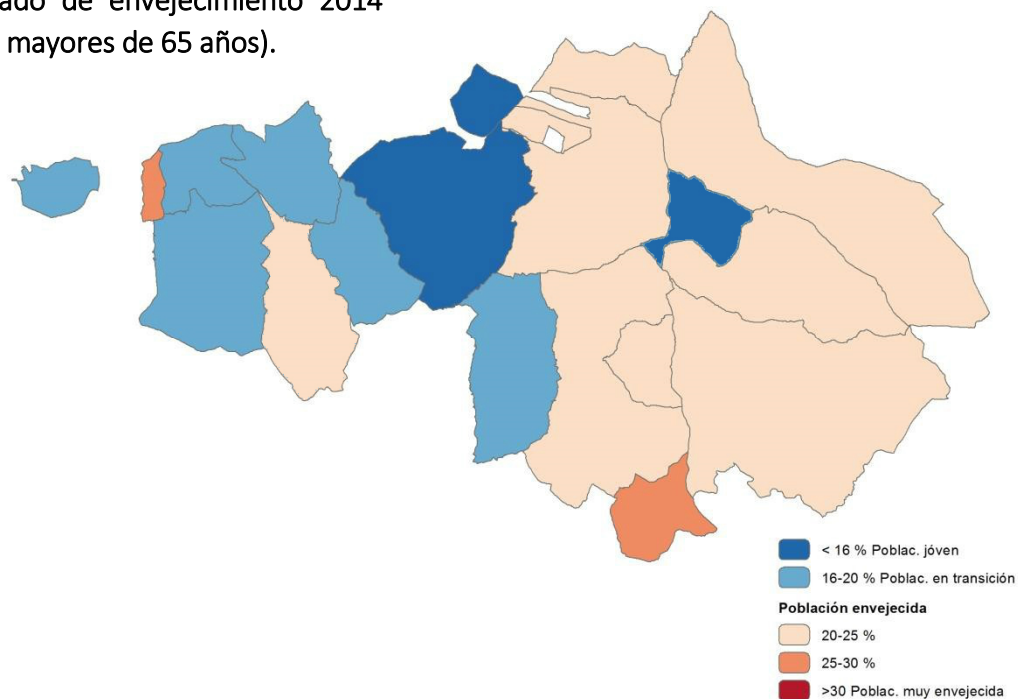 ado de envejecimiento 2014
mayores de 65 años).
< 16 % Poblac. jóven
16-20 % Poblac. en transición
Población envejecida
20-25 %
25-30 %
>30 Poblac. muy envejecida